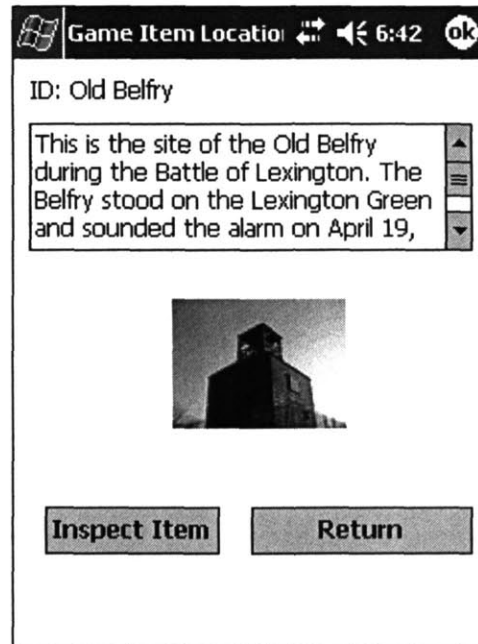 Game Item Locatio 6:42 ok
ID: Old Belfry
This is the site of the Old Belfry
during the Battle of Lexington. The
Belfry stood on the Lexington Green
and sounded the alarm on April 19,
Inspect Item Return